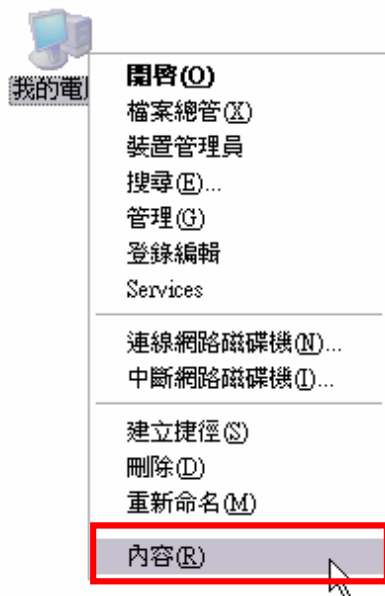 我的電
開啓(O)
檔案總管(X)
裝置管理員
搜尋(E)...
管理(G)
登錄編輯
Services
連線網路磁碟機(N)...
中斷網路磁碟機(I)...
建立捷徑(S)
刪除(D)
重新命名(M)
內容(R)